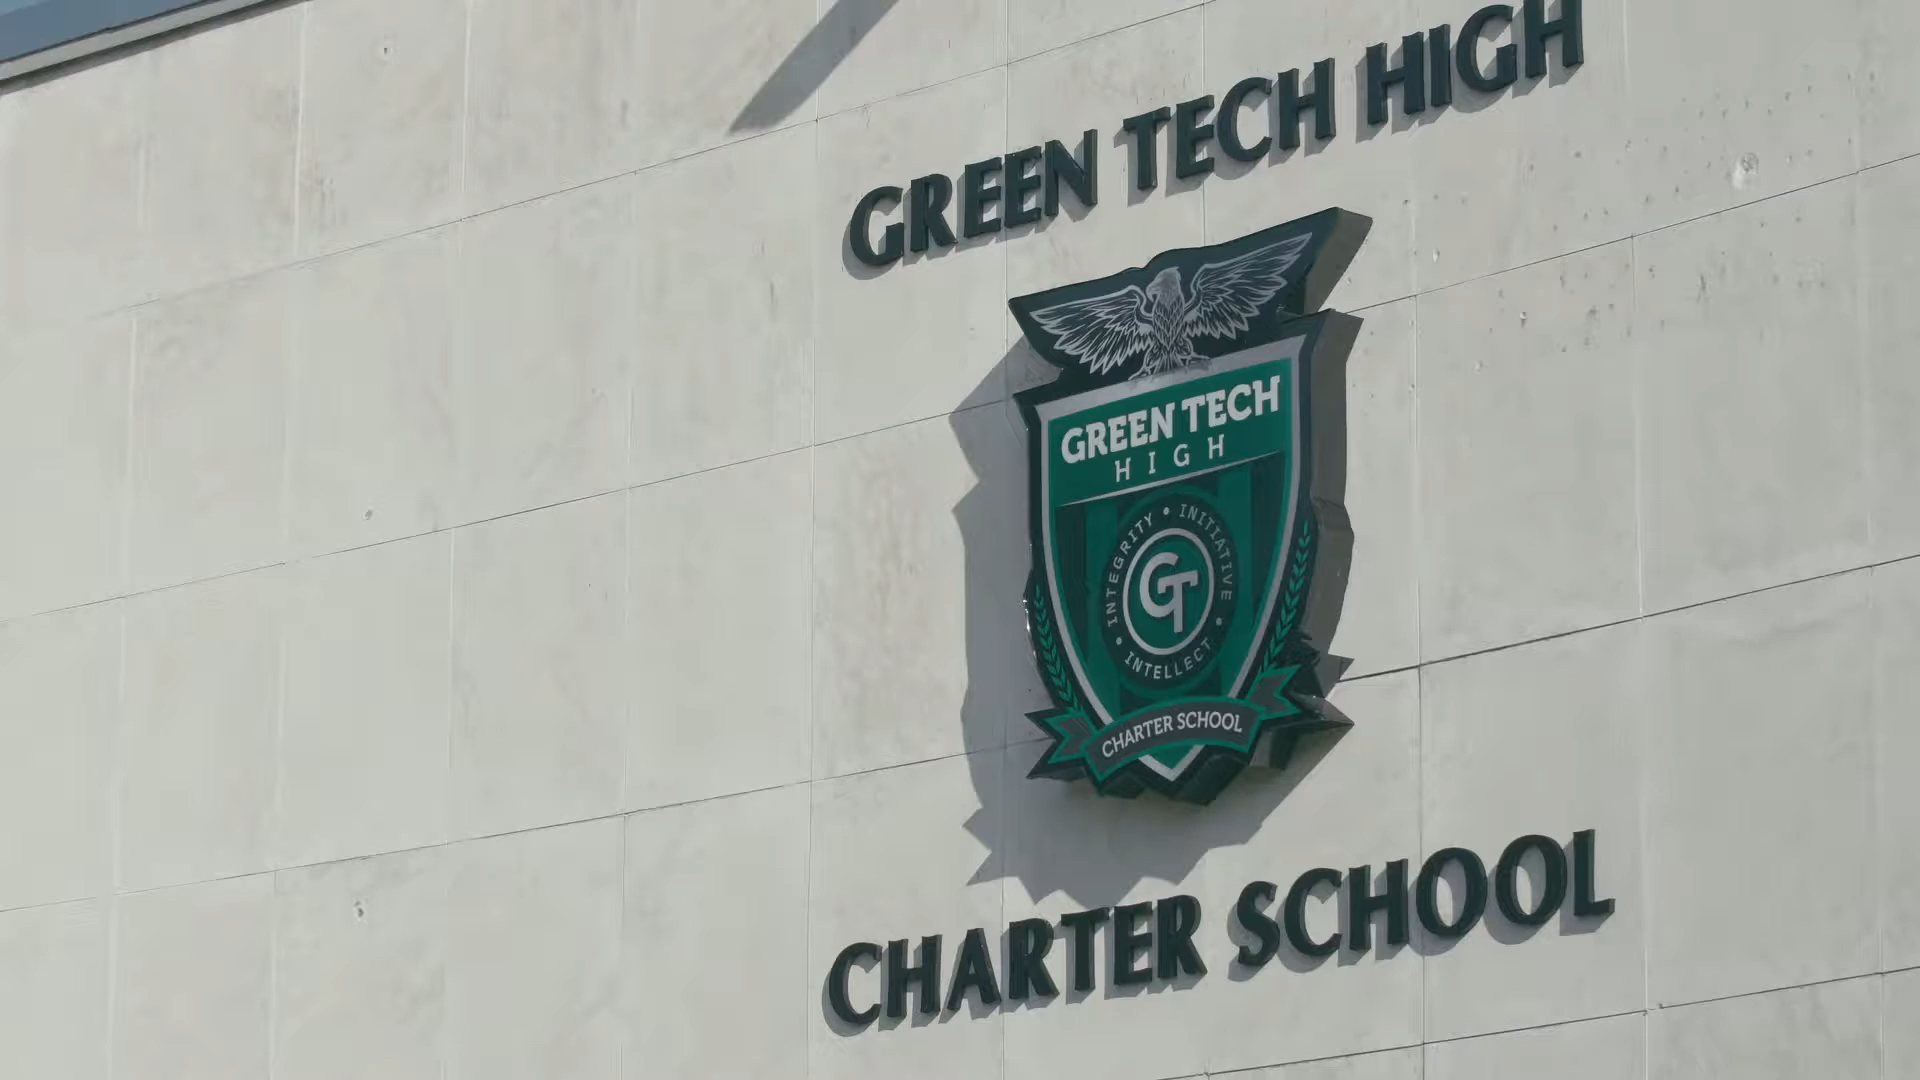 GREEN TECH HIGH
GREEN TECH
HIGH
INTEGRITY • INITIATIVE • INTELLECT •
GT
CHARTER SCHOOL
CHARTER SCHOOL